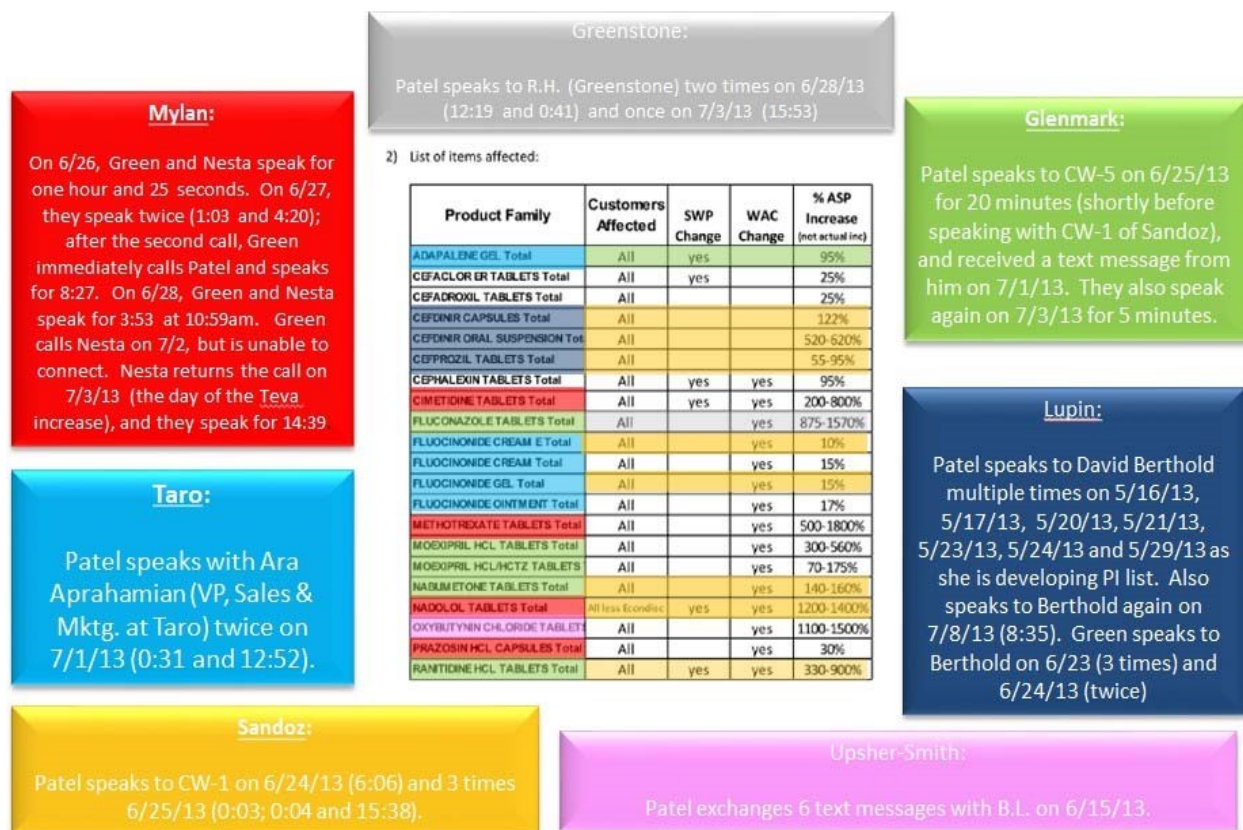 Greenstone:
Patel speaks to R.H. (Greenstone) two times on 6/28/13
(12:19 and 0:41) and once on 7/3/13 (15:53)
Mylan:
On 6/26, Green and Nesta speak for
one hour and 25 seconds. On 6/27,
they speak twice (1:03 and 4:20);
after the second call, Green
immediately calls Patel and speaks
for 8:27. On 6/28, Green and Nesta
speak for 3:53 at 10:59am. Green
calls Nesta on 7/2, but is unable to
connect. Nesta returns the call on
7/3/13 (the day of the Teva
increase), and they speak for 14:39.
Taro:
Patel speaks with Ara
Aprahamian (VP, Sales &
Mktg. at Taro) twice on
7/1/13 (0:31 and 12:52).
2) List of items affected:
Product Family Customers Affected SWP Change WAC Change % ASP Increase (not actual inc)
ADAPALENE GEL Total All yes 95%
CEFACLOR ER TABLETS Total All yes 25%
CEFADROXIL TABLETS Total All 25%
CEFDINIR CAPSULES Total All 122%
CEFDINIR ORAL SUSPENSION Tot All 520-620%
CEFPROZIL TABLETS Total All 55-95%
CEPHALEXIN TABLETS Total All yes yes 95%
CIMETIDINE TABLETS Total All yes yes 200-800%
FLUCONAZOLE TABLETS Total All yes 875-1570%
FLUOCINONIDE CREAM E Total All yes 10%
FLUOCINONIDE CREAM Total All yes 15%
FLUOCINONIDE GEL Total All yes 15%
FLUOCINONIDE OINTMENT Total All yes 17%
METHOTREXATE TABLETS Total All yes 500-1800%
MOEXIPRIL HCL TABLETS Total All yes 300-560%
MOEXIPRIL HCL/HCTZ TABLETS All yes 70-175%
NABUMETONE TABLETS Total All yes 140-160%
NADOLOL TABLETS Total All less Econdisc yes yes 1200-1400%
OXYBUTYNIN CHLORIDE TABLETS All yes 1100-1500%
PRAZOSIN HCL CAPSULES Total All yes 30%
RANITIDINE HCL TABLETS Total All yes yes 330-900%
Glenmark:
Patel speaks to CW-5 on 6/25/13
for 20 minutes (shortly before
speaking with CW-1 of Sandoz),
and received a text message from
him on 7/1/13. They also speak
again on 7/3/13 for 5 minutes.
Lupin:
Patel speaks to David Berthold
multiple times on 5/16/13,
5/17/13, 5/20/13, 5/21/13,
5/23/13, 5/24/13 and 5/29/13 as
she is developing PI list. Also
speaks to Berthold again on
7/8/13 (8:35). Green speaks to
Berthold on 6/23 (3 times) and
6/24/13 (twice)
Sandoz:
Patel speaks to CW-1 on 6/24/13 (6:06) and 3 times
6/25/13 (0:03; 0:04 and 15:38).
Upsher-Smith:
Patel exchanges 6 text messages with B.L. on 6/15/13.